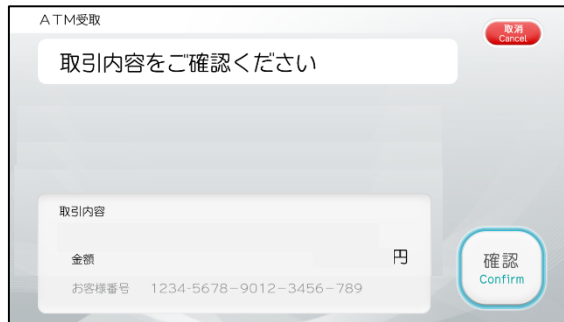 ATM受取
取消
Cancel
取引内容をご確認ください
取引内容
金額 円
お客様番号 1234-5678-9012-3456-789
確認
Confirm